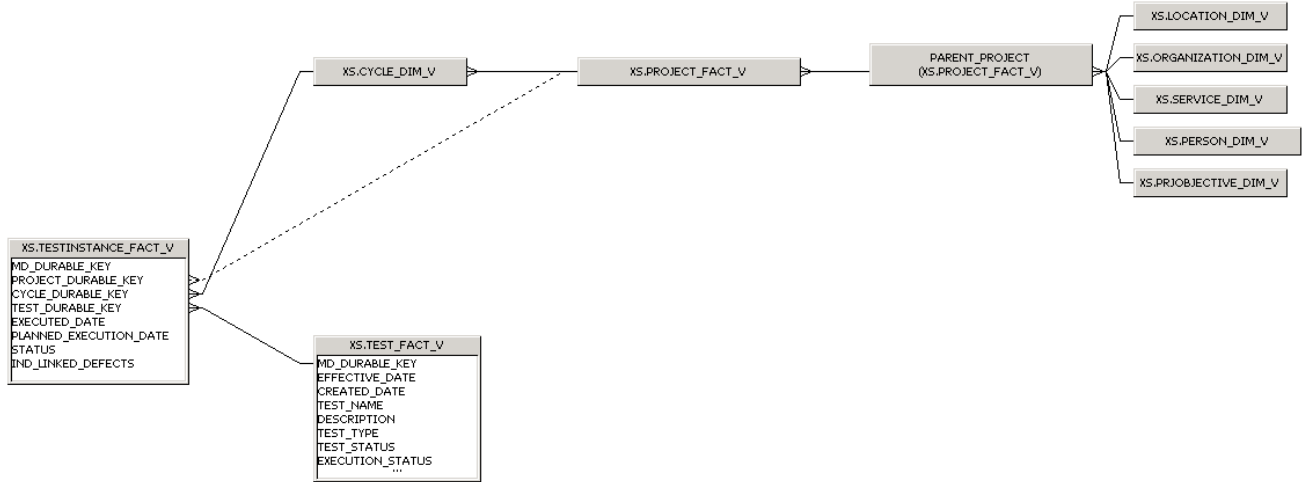 XS.LOCATION_DIM_V
XS.ORGANIZATION_DIM_V
XS.SERVICE_DIM_V
XS.PERSON_DIM_V
XS.PRJOBJECTIVE_DIM_V
PARENT_PROJECT
(XS.PROJECT_FACT_V)
XS.PROJECT_FACT_V
XS.CYCLE_DIM_V
XS.TESTINSTANCE_FACT_V
MD_DURABLE_KEY
PROJECT_DURABLE_KEY
CYCLE_DURABLE_KEY
TEST_DURABLE_KEY
EXECUTED_DATE
PLANNED_EXECUTION_DATE
STATUS
IND_LINKED_DEFECTS
XS.TEST_FACT_V
MD_DURABLE_KEY
EFFECTIVE_DATE
CREATED_DATE
TEST_NAME
DESCRIPTION
TEST_TYPE
TEST_STATUS
EXECUTION_STATUS
...